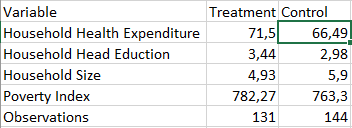 Variable Treatment Control
Household Health Expenditure 71,5 66,49
Household Head Eduction 3,44 2,98
Household Size 4,93 5,9
Poverty Index 782,27 763,3
Observations 131 144